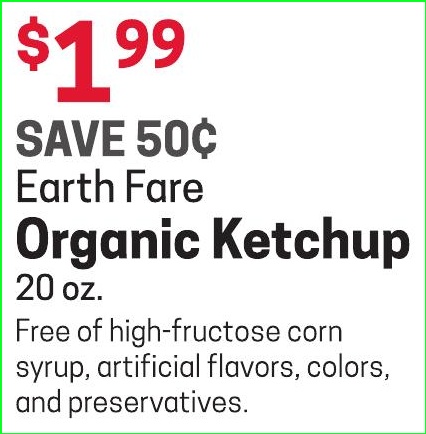 $1.99
SAVE 50¢
Earth Fare
Organic Ketchup
20 oz.
Free of high-fructose corn
syrup, artificial flavors, colors,
and preservatives.